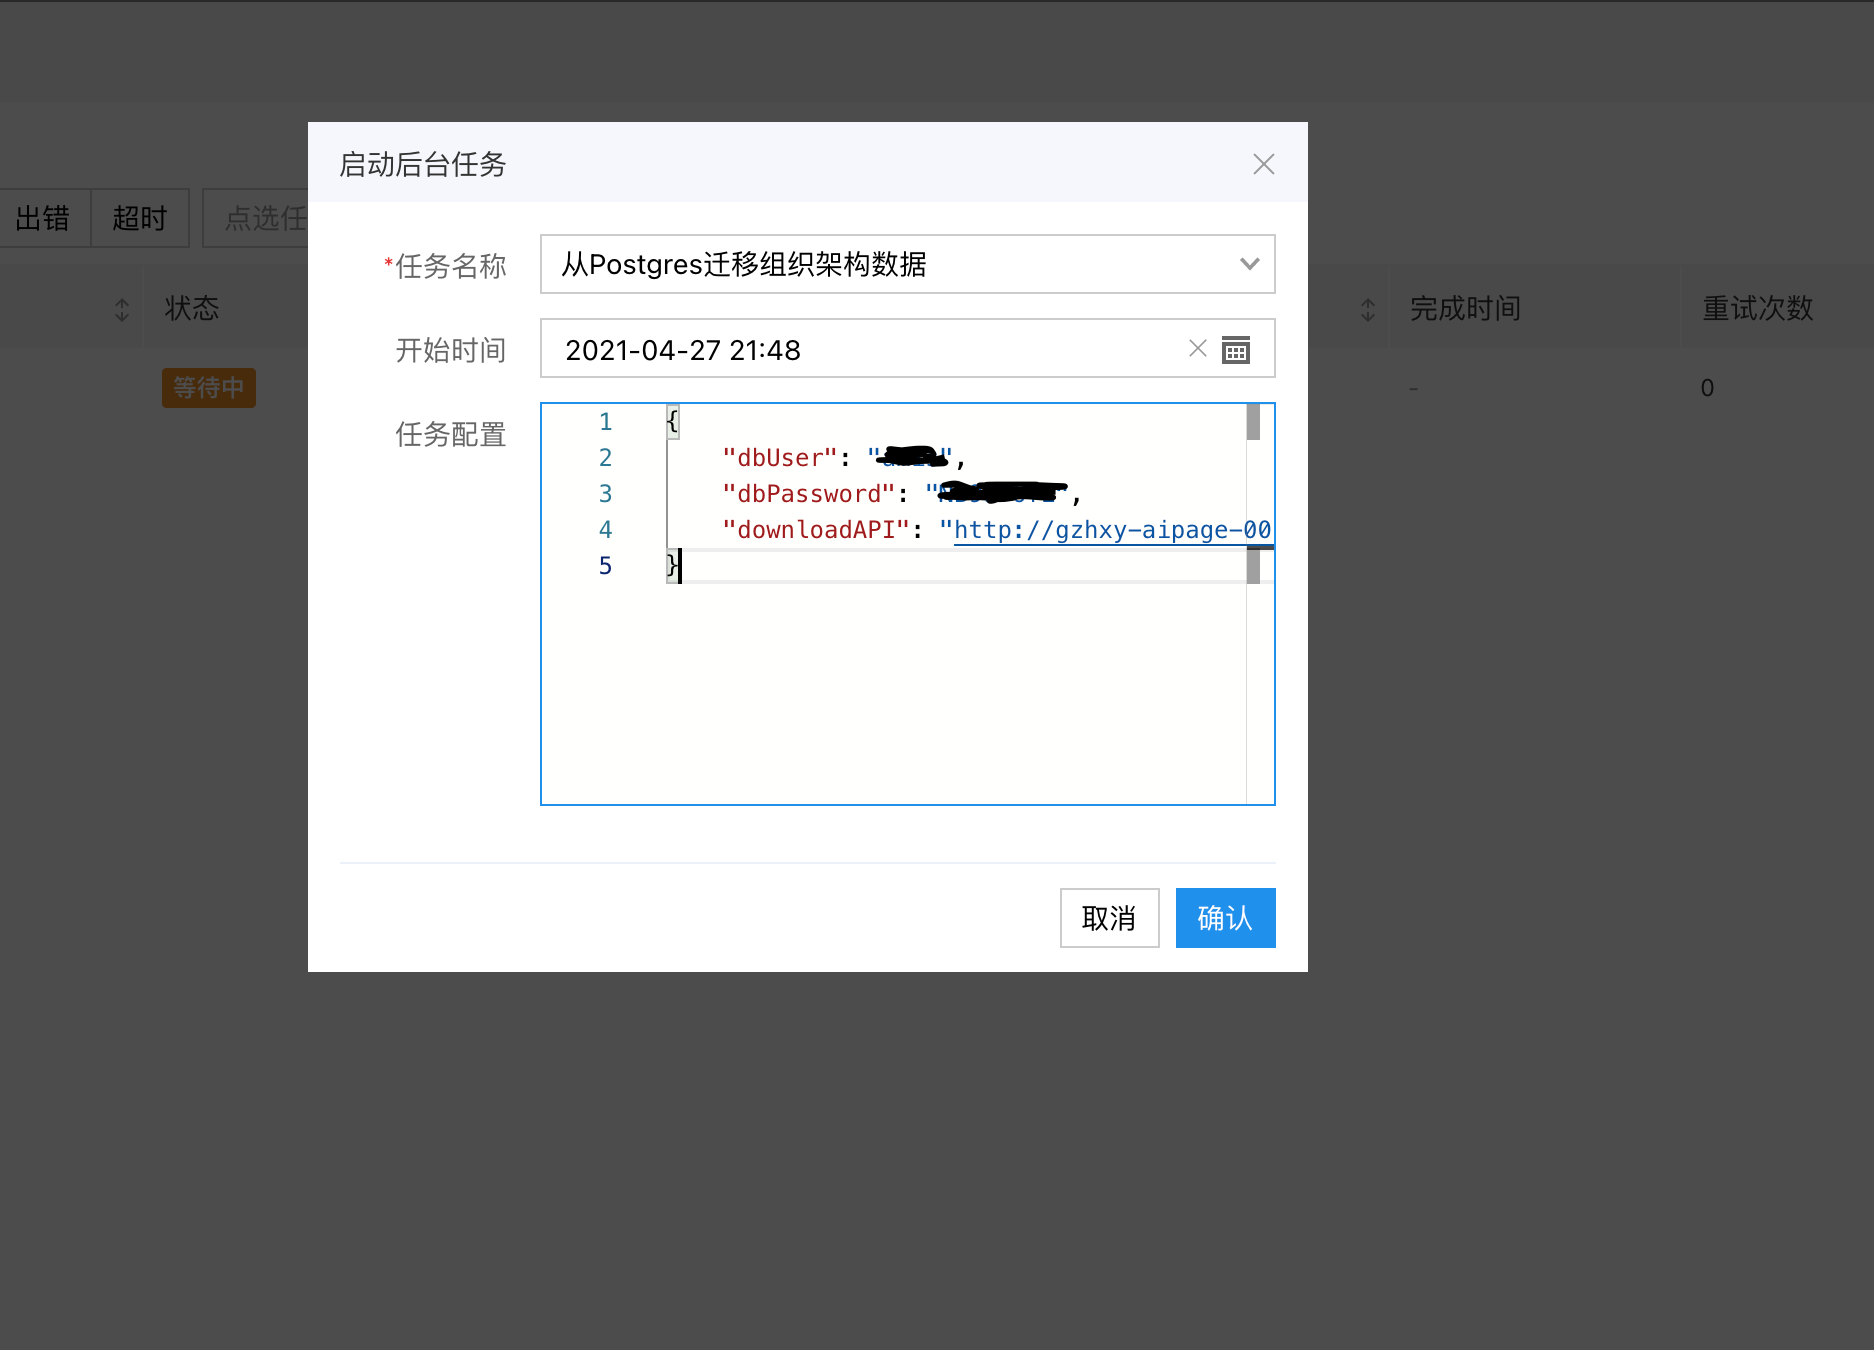 启动后台任务
出错
超时
点选任
*任务名称
从Postgres迁移组织架构数据
状态
完成时间
重试次数
开始时间
2021-04-27 21:48
等待中
-
0
任务配置
1 {
2 "dbUser": "",
3 "dbPassword": "",
4 "downloadAPI": "http://gzhxy-aipage-00
5 }
取消
确认